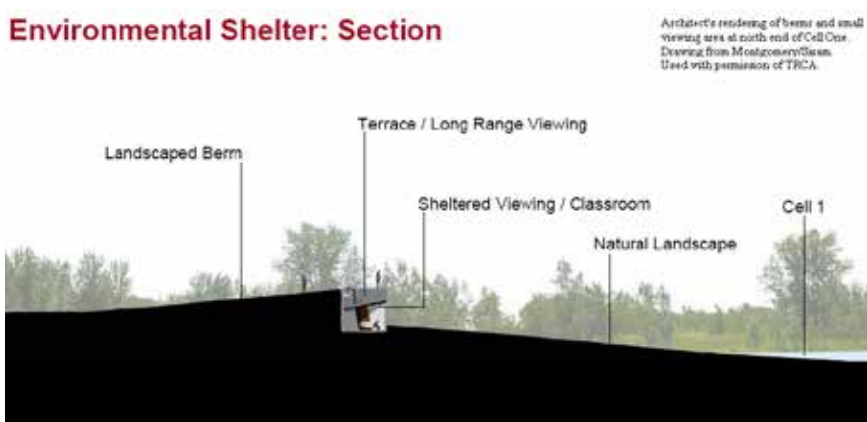 Environmental Shelter: Section
Architect's rendering of berms and small
viewing area at north end of Cell One.
Drawing from Montgomery/Sisam.
Used with permission of TRCA.
Terrace / Long Range Viewing
Landscaped Berm
Sheltered Viewing / Classroom
Cell 1
Natural Landscape